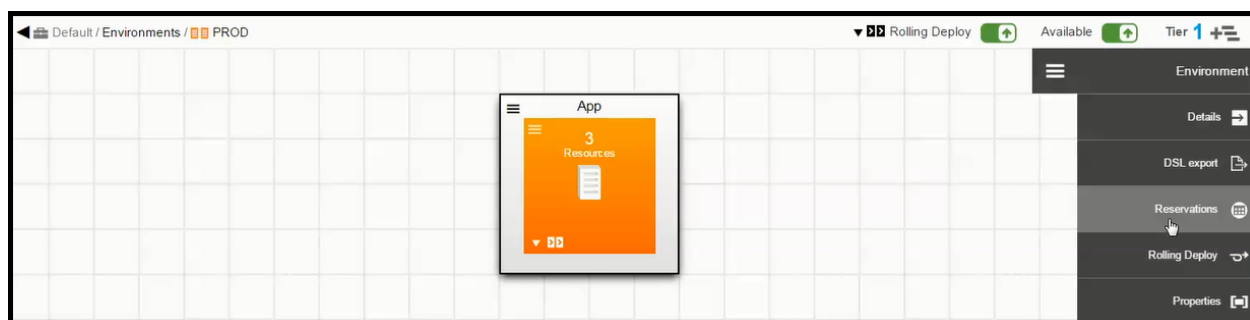 Default / Environments / PROD
Rolling Deploy
Available
Tier 1
Environment
App
3
Resources
Details
DSL export
Reservations
Rolling Deploy
Properties